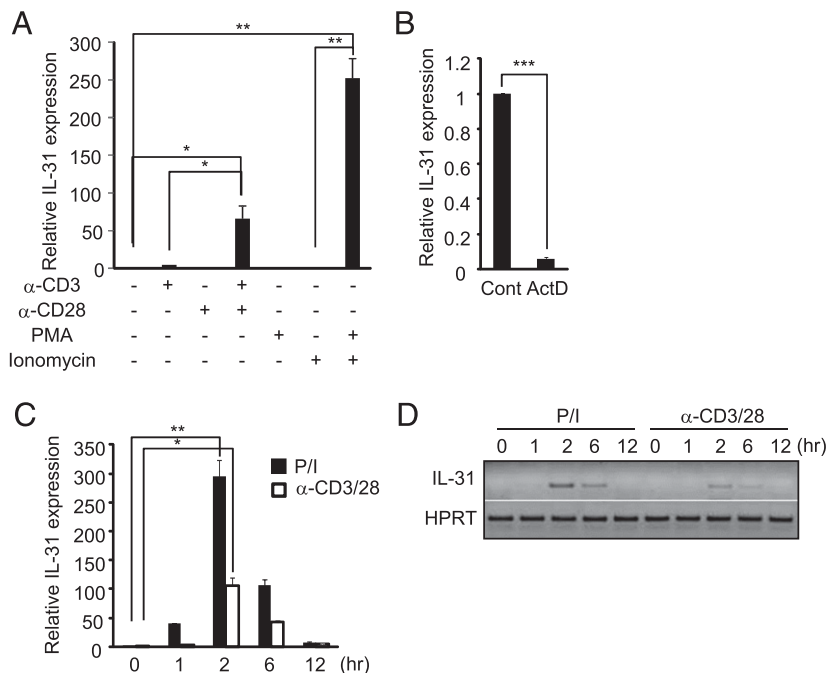 A
Relative IL-31 expression
300
250
200
150
100
50
0
**
**
*
*
α-CD3 - + - + - - -
α-CD28 - - + + - - -
PMA - - - - + - +
Ionomycin - - - - - + +
B
Relative IL-31 expression
1.2
1
0.8
0.6
0.4
0.2
0
***
Cont ActD
C
Relative IL-31 expression
350
300
250
200
150
100
50
0
**
*
P/I
α-CD3/28
0 1 2 6 12 (hr)
D
P/I α-CD3/28
0 1 2 6 12 0 1 2 6 12 (hr)
IL-31
HPRT